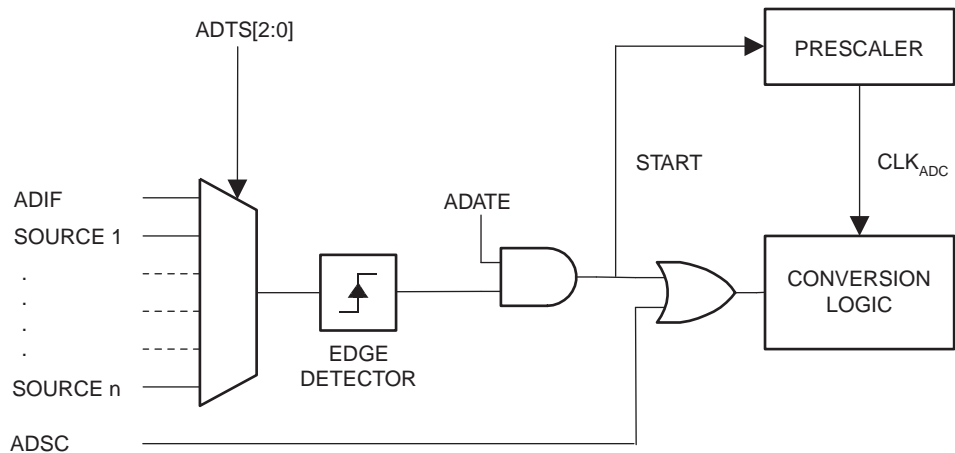 ADTS[2:0]
PRESCALER
START
CLKADC
ADIF
ADATE
SOURCE 1
.
.
.
.
CONVERSION
LOGIC
EDGE
DETECTOR
SOURCE n
ADSC